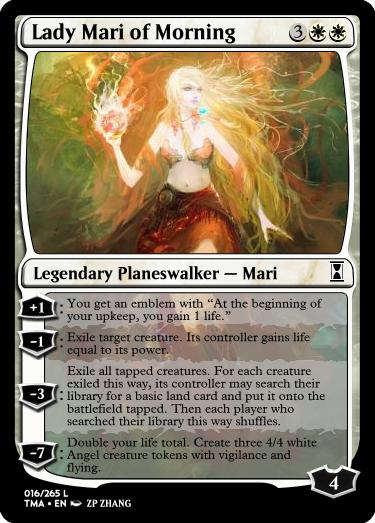 Lady Mari of Morning 3
Legendary Planeswalker — Mari
+1: You get an emblem with “At the beginning of
your upkeep, you gain 1 life.”
-1: Exile target creature. Its controller gains life
equal to its power.
Exile all tapped creatures. For each creature
exiled this way, its controller may search their
-3: library for a basic land card and put it onto the
battlefield tapped. Then each player who
searched their library this way shuffles.
Double your life total. Create three 4/4 white
-7: Angel creature tokens with vigilance and
flying.
4
016/265 L
TMA • EN ZP ZHANG